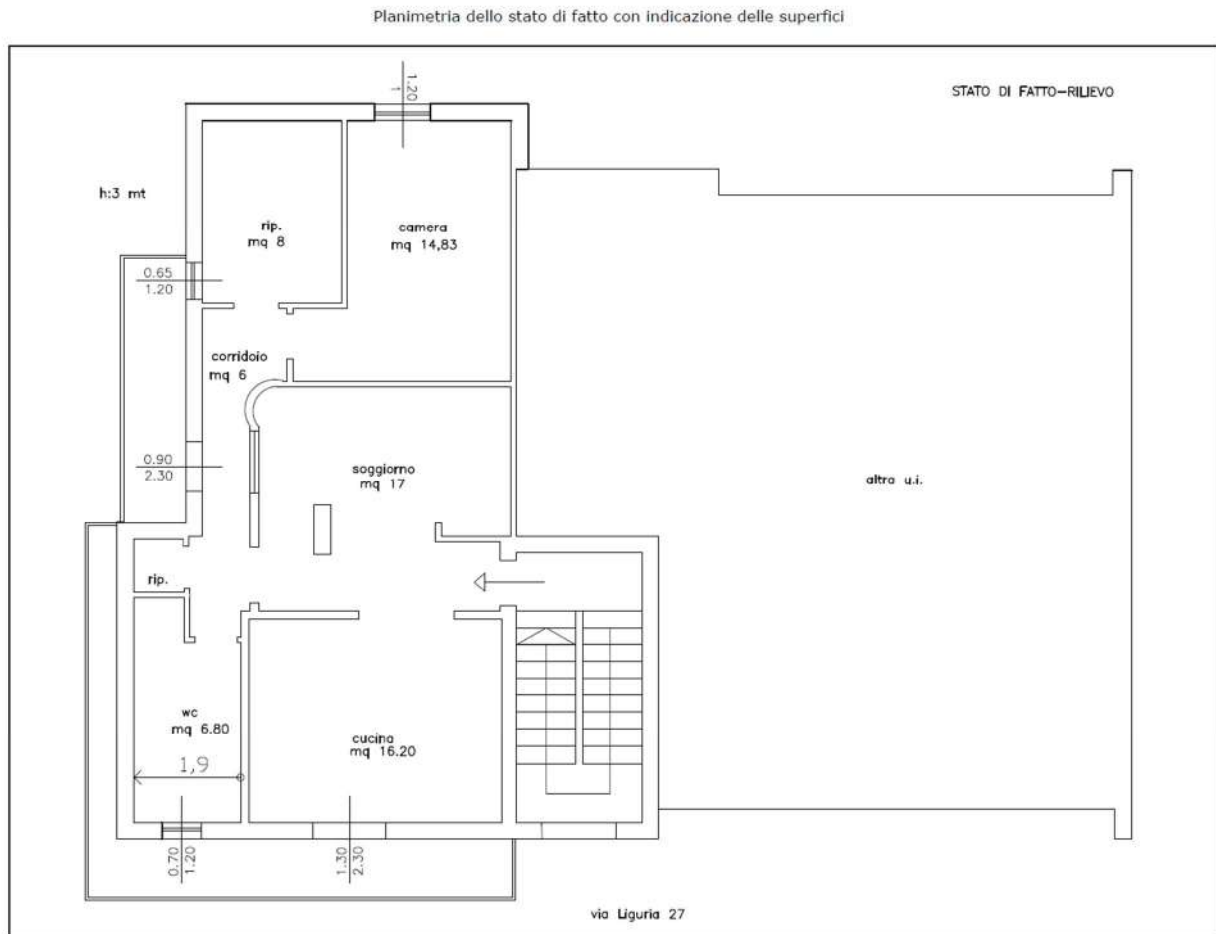 Planimetria dello stato di fatto con indicazione delle superfici
STATO DI FATTO-RILIEVO
1.20
1
h:3 mt
rip.
mq 8
camera
mq 14,83
0.65
1.20
corridoio
mq 6
0.90
2.30
soggiorno
mq 17
altra u.i.
rip.
wc
mq 6.80
1,9
cucina
mq 16.20
0.70
1.20
1.30
2.30
via Liguria 27